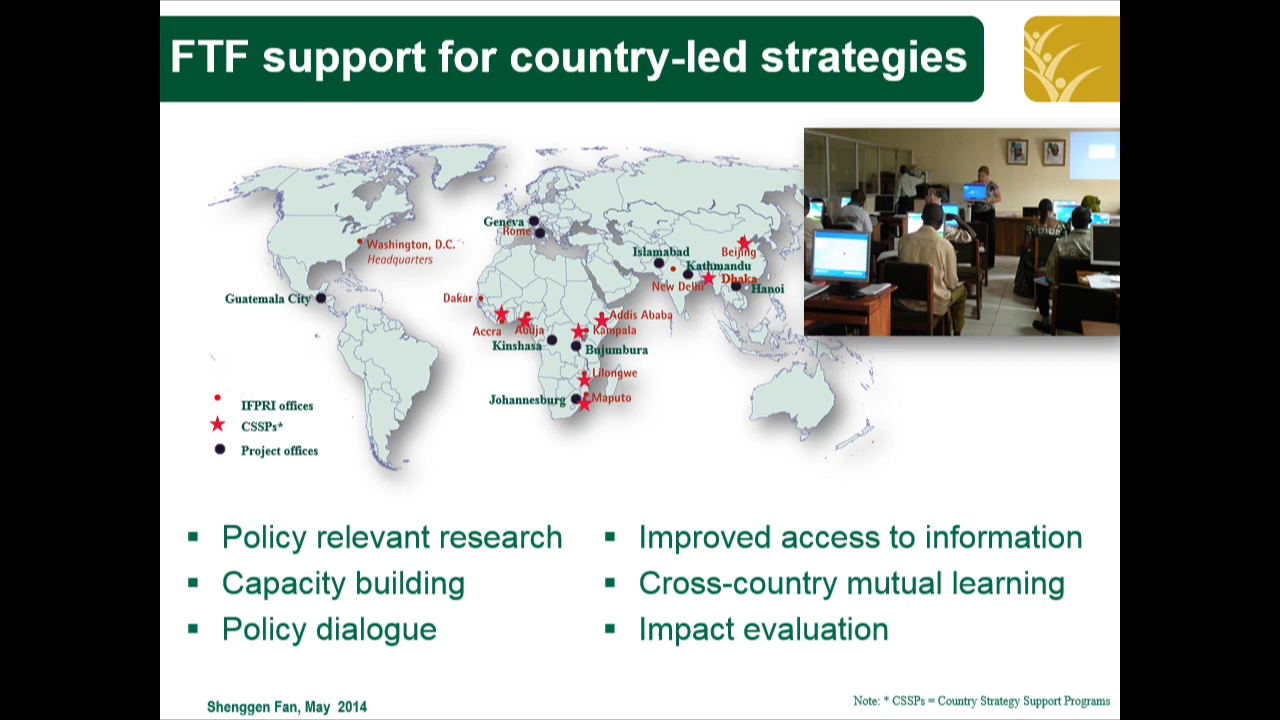 FTF support for country-led strategies
Geneva
Rome
Washington, D.C.
Headquarters
Islamabad
Beijing
Kathmandu
New Delhi
Dhaka
Hanoi
Guatemala City
Dakar
Accra
Abuja
Addis Ababa
Kampala
Kinshasa
Bujumbura
Lilongwe
Johannesburg
Maputo
IFPRI offices
CSSPs*
Project offices
▪ Policy relevant research
▪ Capacity building
▪ Policy dialogue
▪ Improved access to information
▪ Cross-country mutual learning
▪ Impact evaluation
Shenggen Fan, May 2014
Note: * CSSPs = Country Strategy Support Programs